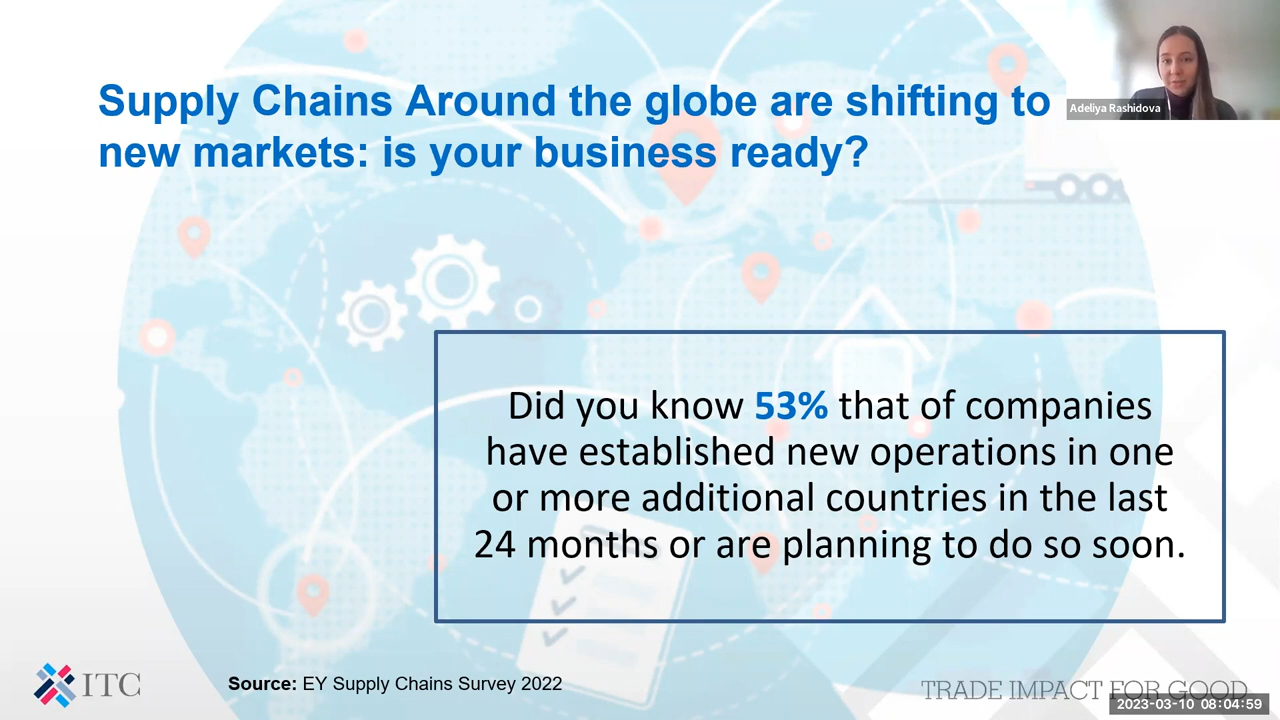 Supply Chains Around the globe are shifting to
new markets: is your business ready?
Adeliya Rashidova
Did you know 53% that of companies
have established new operations in one
or more additional countries in the last
24 months or are planning to do so soon.
ITC
Source: EY Supply Chains Survey 2022
TRADE IMPACT FOR GOOD
2023-03-10 08:04:59